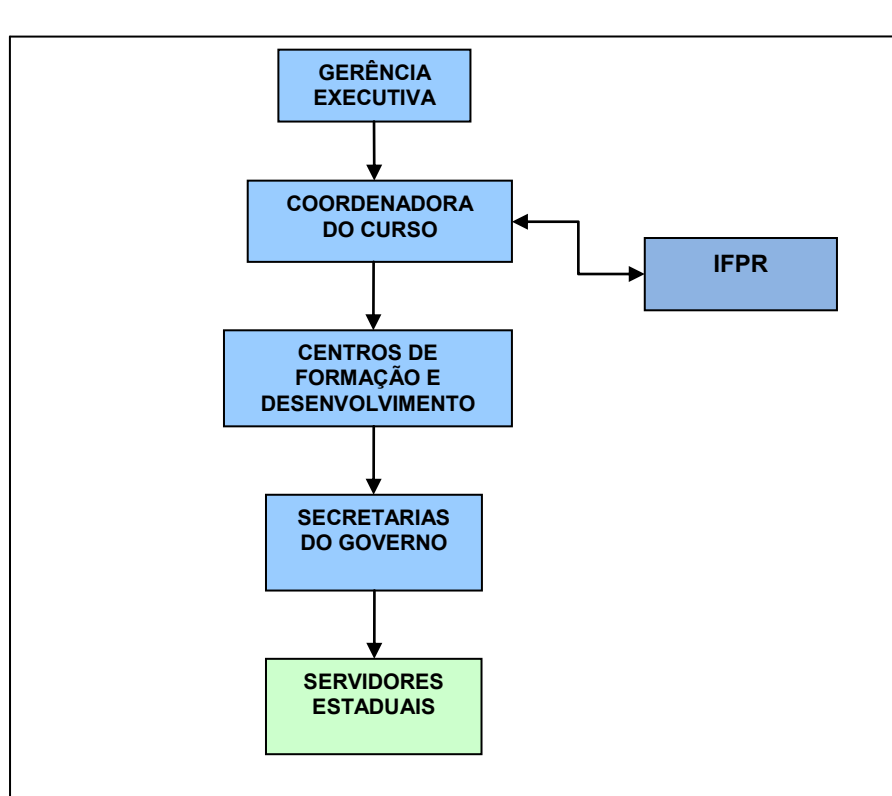 GERÊNCIA
EXECUTIVA
COORDENADORA
DO CURSO
IFPR
CENTROS DE
FORMAÇÃO E
DESENVOLVIMENTO
SECRETARIAS
DO GOVERNO
SERVIDORES
ESTADUAIS